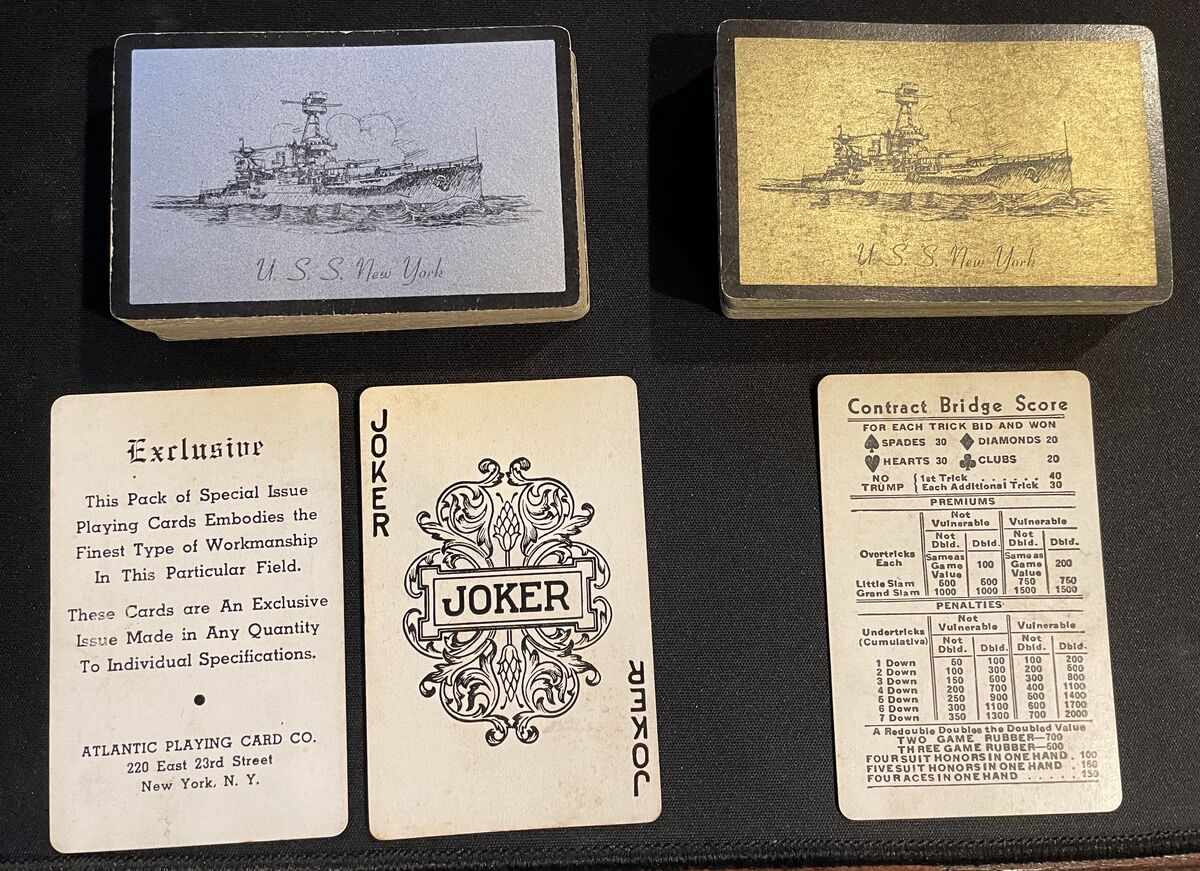 U. S. S. New York
U. S. S. New York
Exclusive
This Pack of Special Issue
Playing Cards Embodies the
Finest Type of Workmanship
In This Particular Field.
These Cards are An Exclusive
Issue Made in Any Quantity
To Individual Specifications.
ATLANTIC PLAYING CARD CO.
220 East 23rd Street
New York, N. Y.
JOKER
JOKER
JOKER
Contract Bridge Score
FOR EACH TRICK BID AND WON
SPADES 30 DIAMONDS 20
HEARTS 30 CLUBS 20
NO TRUMP { 1st Trick . . . . . 40
Each Additional Trick 30
PREMIUMS
Not Vulnerable Vulnerable
Not Dbld. Dbld. Not Dbld. Dbld.
Overtricks Each Same as Game Value 100 Same as Game Value 200
Little Slam 500 500 750 750
Grand Slam 1000 1000 1500 1500
PENALTIES
Undertricks (Cumulative) Not Vulnerable Vulnerable
Not Dbld. Dbld. Not Dbld. Dbld.
1 Down 50 100 100 200
2 Down 100 300 200 500
3 Down 150 500 300 800
4 Down 200 700 400 1100
5 Down 250 900 500 1400
6 Down 300 1100 600 1700
7 Down 350 1300 700 2000
A Redouble Doubles the Doubled Value
TWO GAME RUBBER—700
THREE GAME RUBBER—500
FOUR SUIT HONORS IN ONE HAND . 100
FIVE SUIT HONORS IN ONE HAND . 150
FOUR ACES IN ONE HAND . . . . . 150